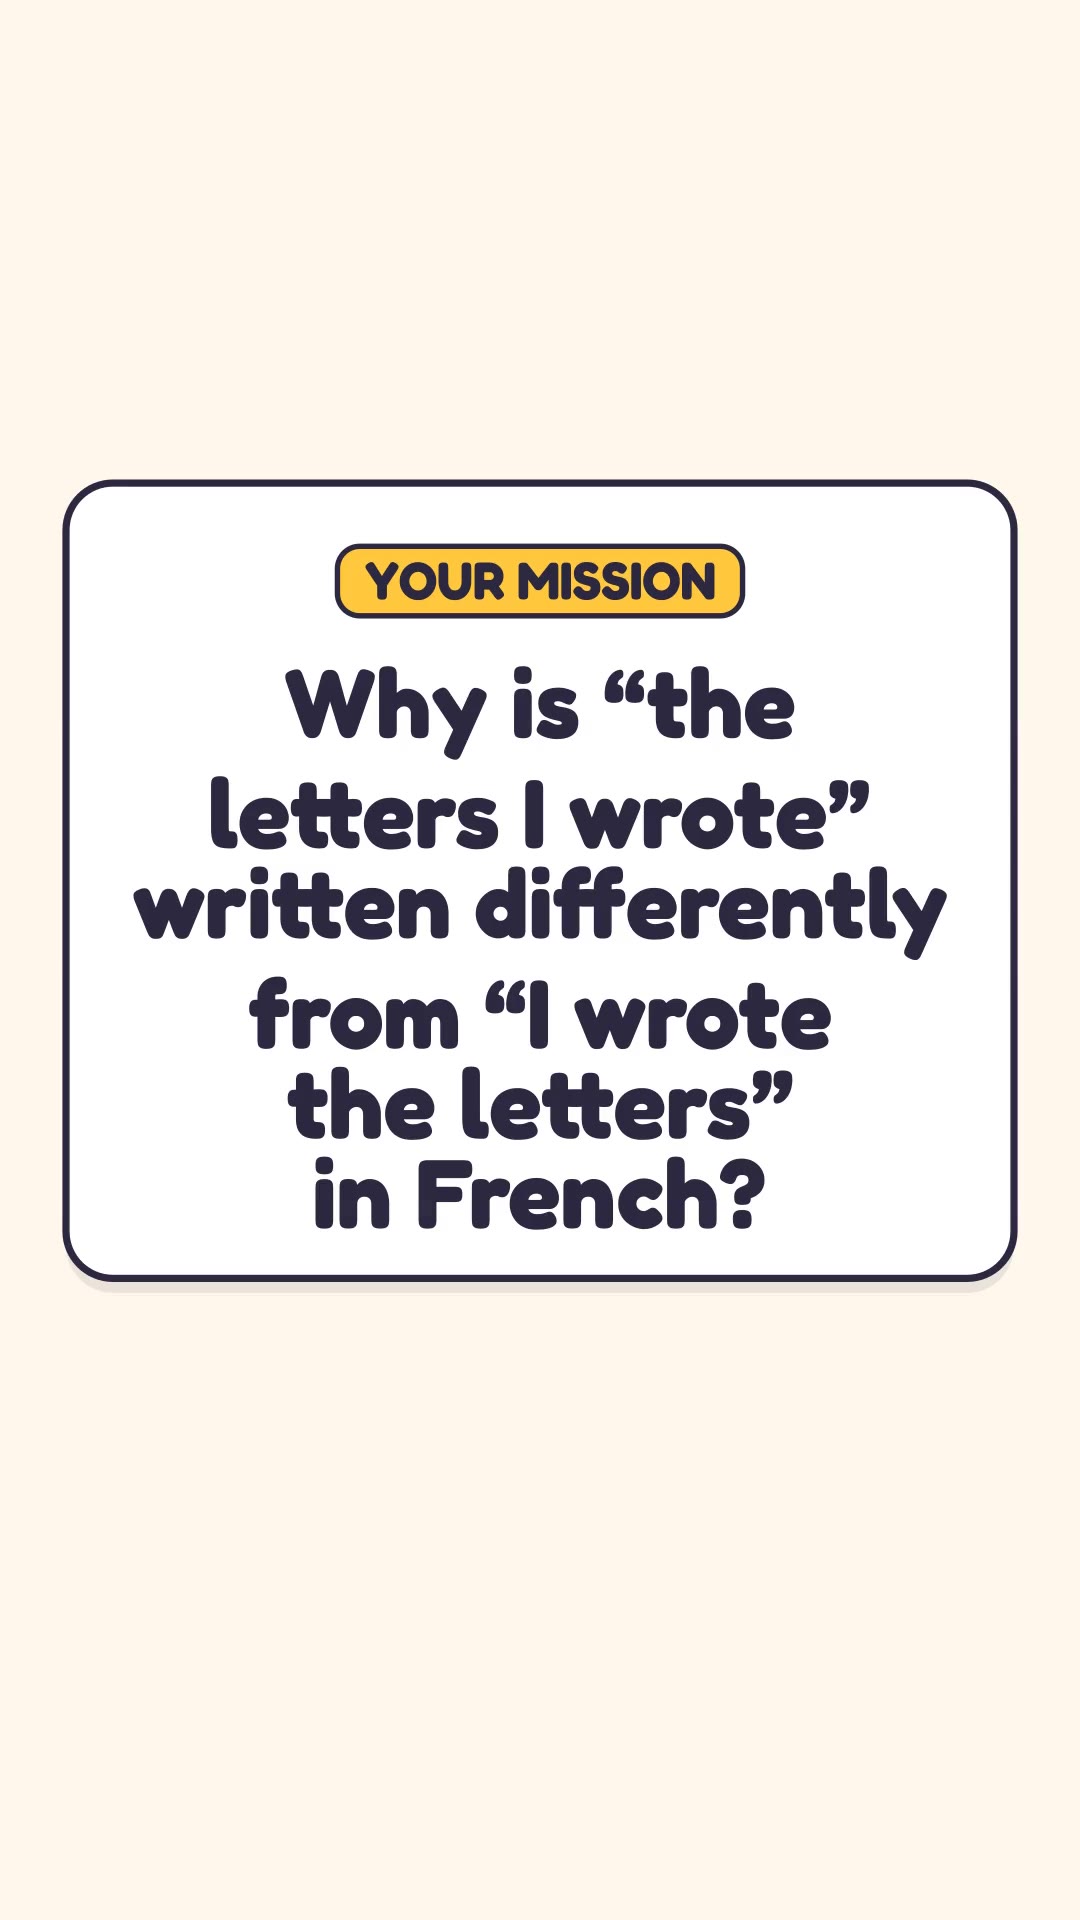 YOUR MISSION
Why is “the
letters I wrote”
written differently
from “I wrote
the letters”
in French?